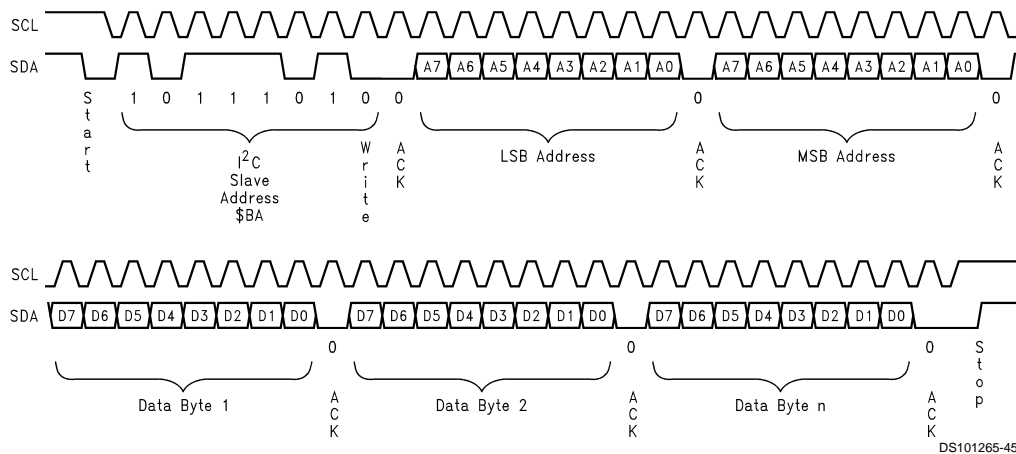 SCL
SDA A7 A6 A5 A4 A3 A2 A1 A0 A7 A6 A5 A4 A3 A2 A1 A0
Start 1 0 1 1 1 0 1 0 0 0 0
I²C Slave Address $BA
Write
ACK
LSB Address
ACK
MSB Address
ACK
SCL
SDA D7 D6 D5 D4 D3 D2 D1 D0 D7 D6 D5 D4 D3 D2 D1 D0 D7 D6 D5 D4 D3 D2 D1 D0
0 0 0
Data Byte 1
ACK
Data Byte 2
ACK
Data Byte n
ACK
Stop
DS101265-45